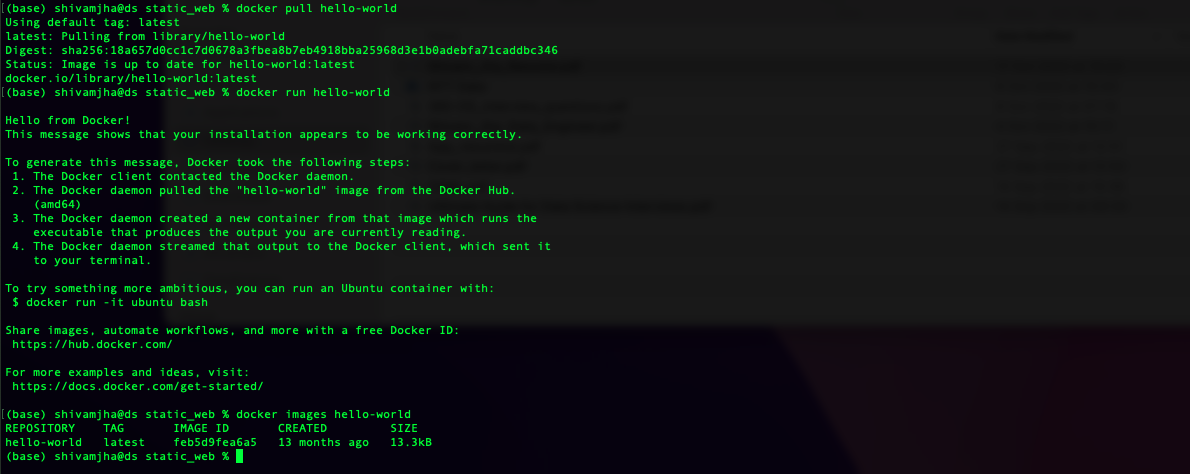 (base) shivamjha@ds static_web % docker pull hello-world
Using default tag: latest
latest: Pulling from library/hello-world
Digest: sha256:18a657d0cc1c7d0678a3fbea8b7eb4918bba25968d3e1b0adebfa71caddbc346
Status: Image is up to date for hello-world:latest
docker.io/library/hello-world:latest
(base) shivamjha@ds static_web % docker run hello-world
Hello from Docker!
This message shows that your installation appears to be working correctly.
To generate this message, Docker took the following steps:
1. The Docker client contacted the Docker daemon.
2. The Docker daemon pulled the "hello-world" image from the Docker Hub.
(amd64)
3. The Docker daemon created a new container from that image which runs the
executable that produces the output you are currently reading.
4. The Docker daemon streamed that output to the Docker client, which sent it
to your terminal.
To try something more ambitious, you can run an Ubuntu container with:
$ docker run -it ubuntu bash
Share images, automate workflows, and more with a free Docker ID:
https://hub.docker.com/
For more examples and ideas, visit:
https://docs.docker.com/get-started/
(base) shivamjha@ds static_web % docker images hello-world
REPOSITORY TAG IMAGE ID CREATED SIZE
hello-world latest feb5d9fea6a5 13 months ago 13.3kB
(base) shivamjha@ds static_web %